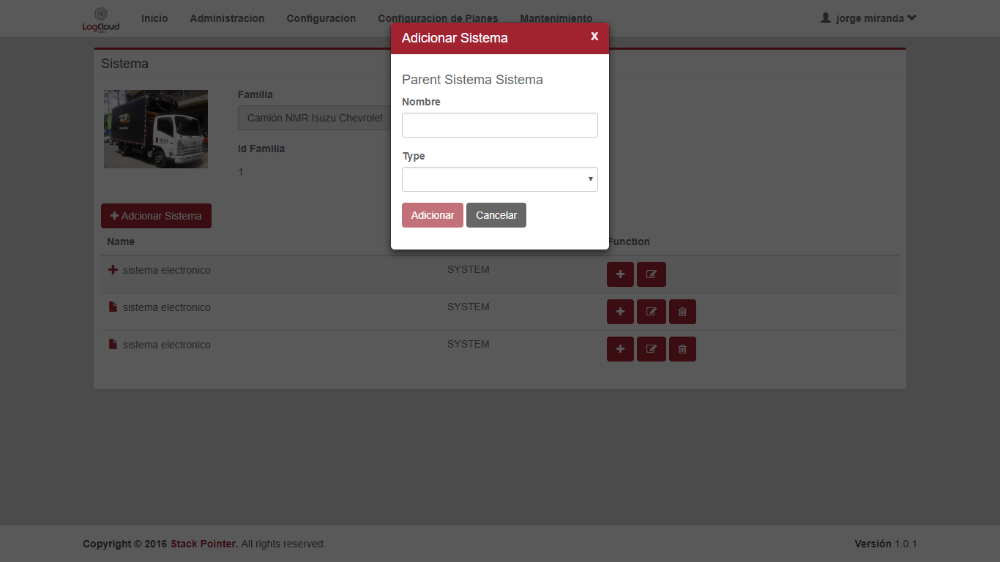 LogCloud
Inicio Administracion Configuracion Configuracion de Planes Mantenimiento jorge miranda
Adicionar Sistema x
Parent Sistema Sistema
Nombre
Type
Adicionar Cancelar
Sistema
Familia
Camión NMR Isuzu Chevrolet
Id Familia
1
Adcionar Sistema
Name Function
sistema electronico SYSTEM
sistema electronico SYSTEM
sistema electronico SYSTEM
Copyright © 2016 Stack Pointer. All rights reserved. Versión 1.0.1